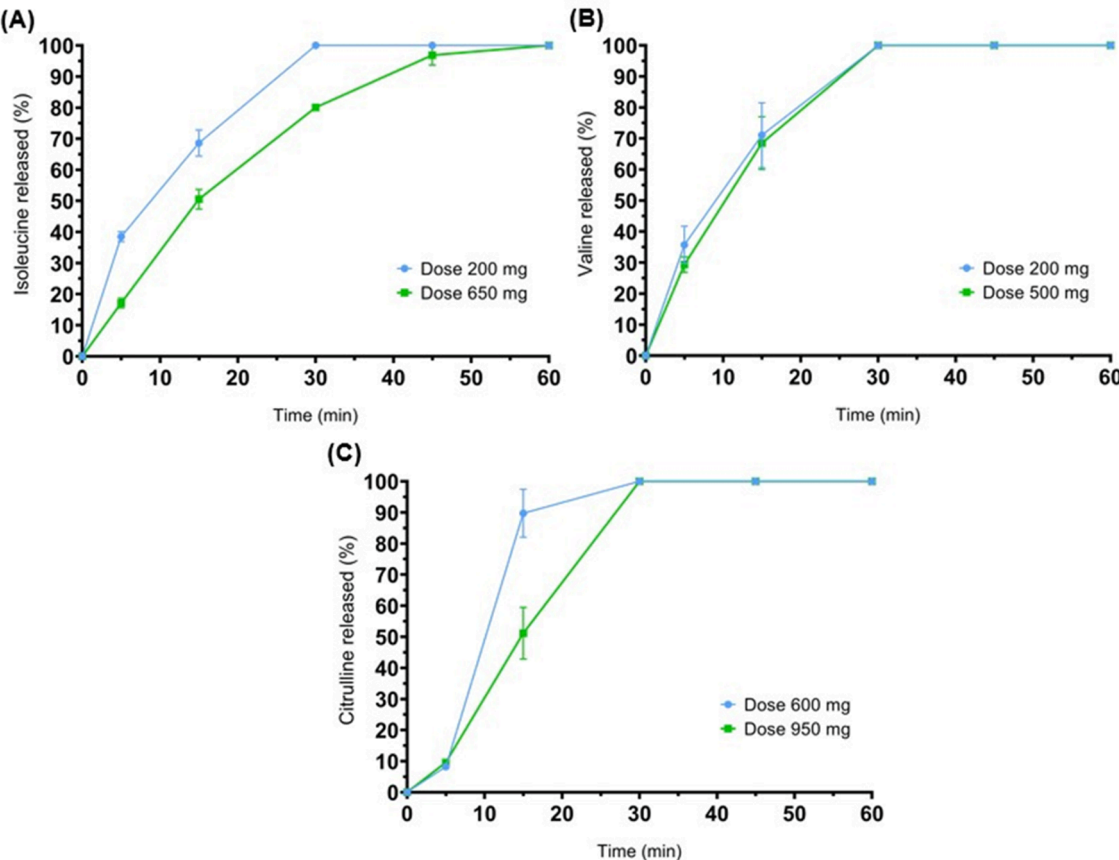 (A)
Isoleucine released (%)
100
90
80
70
60
50
40
30
20
10
0
0 10 20 30 40 50 60
Time (min)
Dose 200 mg
Dose 650 mg
(B)
Valine released (%)
100
90
80
70
60
50
40
30
20
10
0
0 10 20 30 40 50 60
Time (min)
Dose 200 mg
Dose 500 mg
(C)
Citrulline released (%)
100
90
80
70
60
50
40
30
20
10
0
0 10 20 30 40 50 60
Time (min)
Dose 600 mg
Dose 950 mg